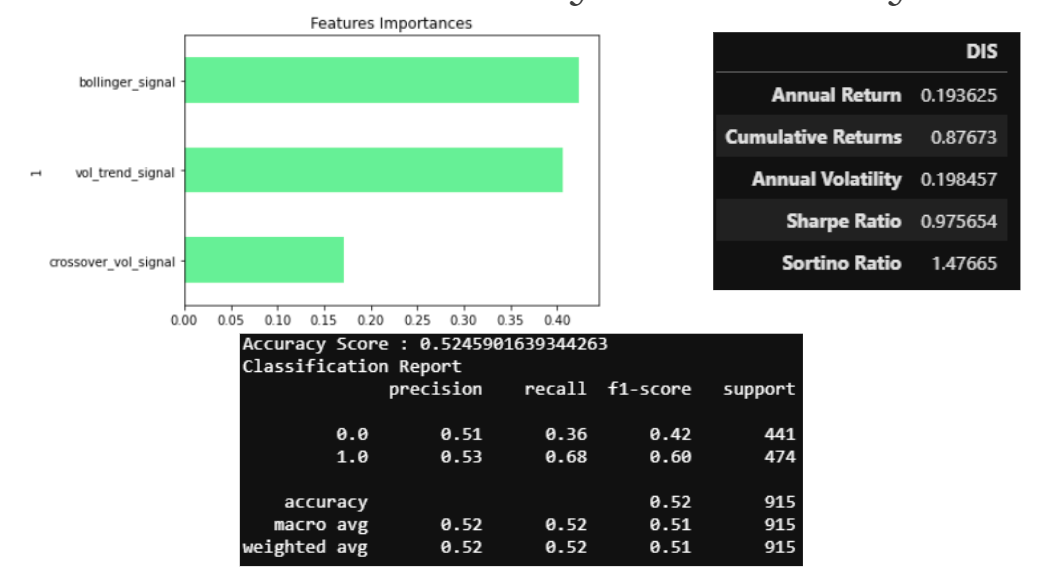 Features Importances
bollinger_signal
vol_trend_signal
crossover_vol_signal
1
0.00 0.05 0.10 0.15 0.20 0.25 0.30 0.35 0.40
DIS
Annual Return 0.193625
Cumulative Returns 0.87673
Annual Volatility 0.198457
Sharpe Ratio 0.975654
Sortino Ratio 1.47665
Accuracy Score : 0.5245901639344263
Classification Report
precision recall f1-score support
0.0 0.51 0.36 0.42 441
1.0 0.53 0.68 0.60 474
accuracy 0.52 915
macro avg 0.52 0.52 0.51 915
weighted avg 0.52 0.52 0.51 915